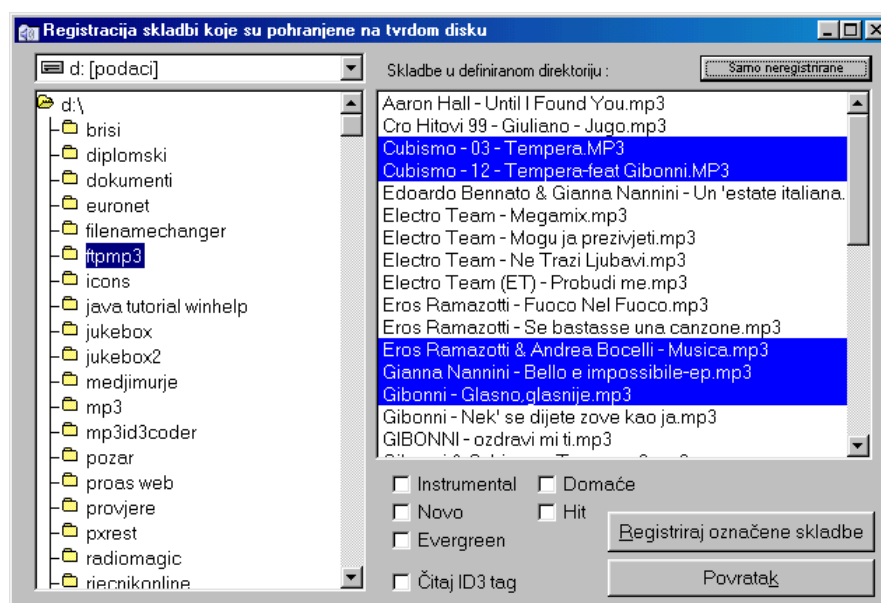 Registracija skladbi koje su pohranjene na tvrdom disku
d: [podaci]
d:\
brisi
diplomski
dokumenti
euronet
filenamechanger
ftpmp3
icons
java tutorial winhelp
jukebox
jukebox2
medjimurje
mp3
mp3id3coder
pozar
proas web
provjere
pxrest
radiomagic
rjecnikonline
Skladbe u definiranom direktoriju :
Samo neregistrirane
Aaron Hall - Until I Found You.mp3
Cro Hitovi 99 - Giuliano - Jugo.mp3
Cubismo - 03 - Tempera.MP3
Cubismo - 12 - Tempera-feat Gibonni.MP3
Edoardo Bennato & Gianna Nannini - Un 'estate italiana.
Electro Team - Megamix.mp3
Electro Team - Mogu ja prezivjeti.mp3
Electro Team - Ne Trazi Ljubavi.mp3
Electro Team (ET) - Probudi me.mp3
Eros Ramazotti - Fuoco Nel Fuoco.mp3
Eros Ramazotti - Se bastasse una canzone.mp3
Eros Ramazotti & Andrea Bocelli - Musica.mp3
Gianna Nannini - Bello e impossibile-ep.mp3
Gibonni - Glasno,glasnije.mp3
Gibonni - Nek' se dijete zove kao ja.mp3
GIBONNI - ozdravi mi ti.mp3
Instrumental
Domaće
Novo
Hit
Evergreen
Čitaj ID3 tag
Registriraj označene skladbe
Povratak